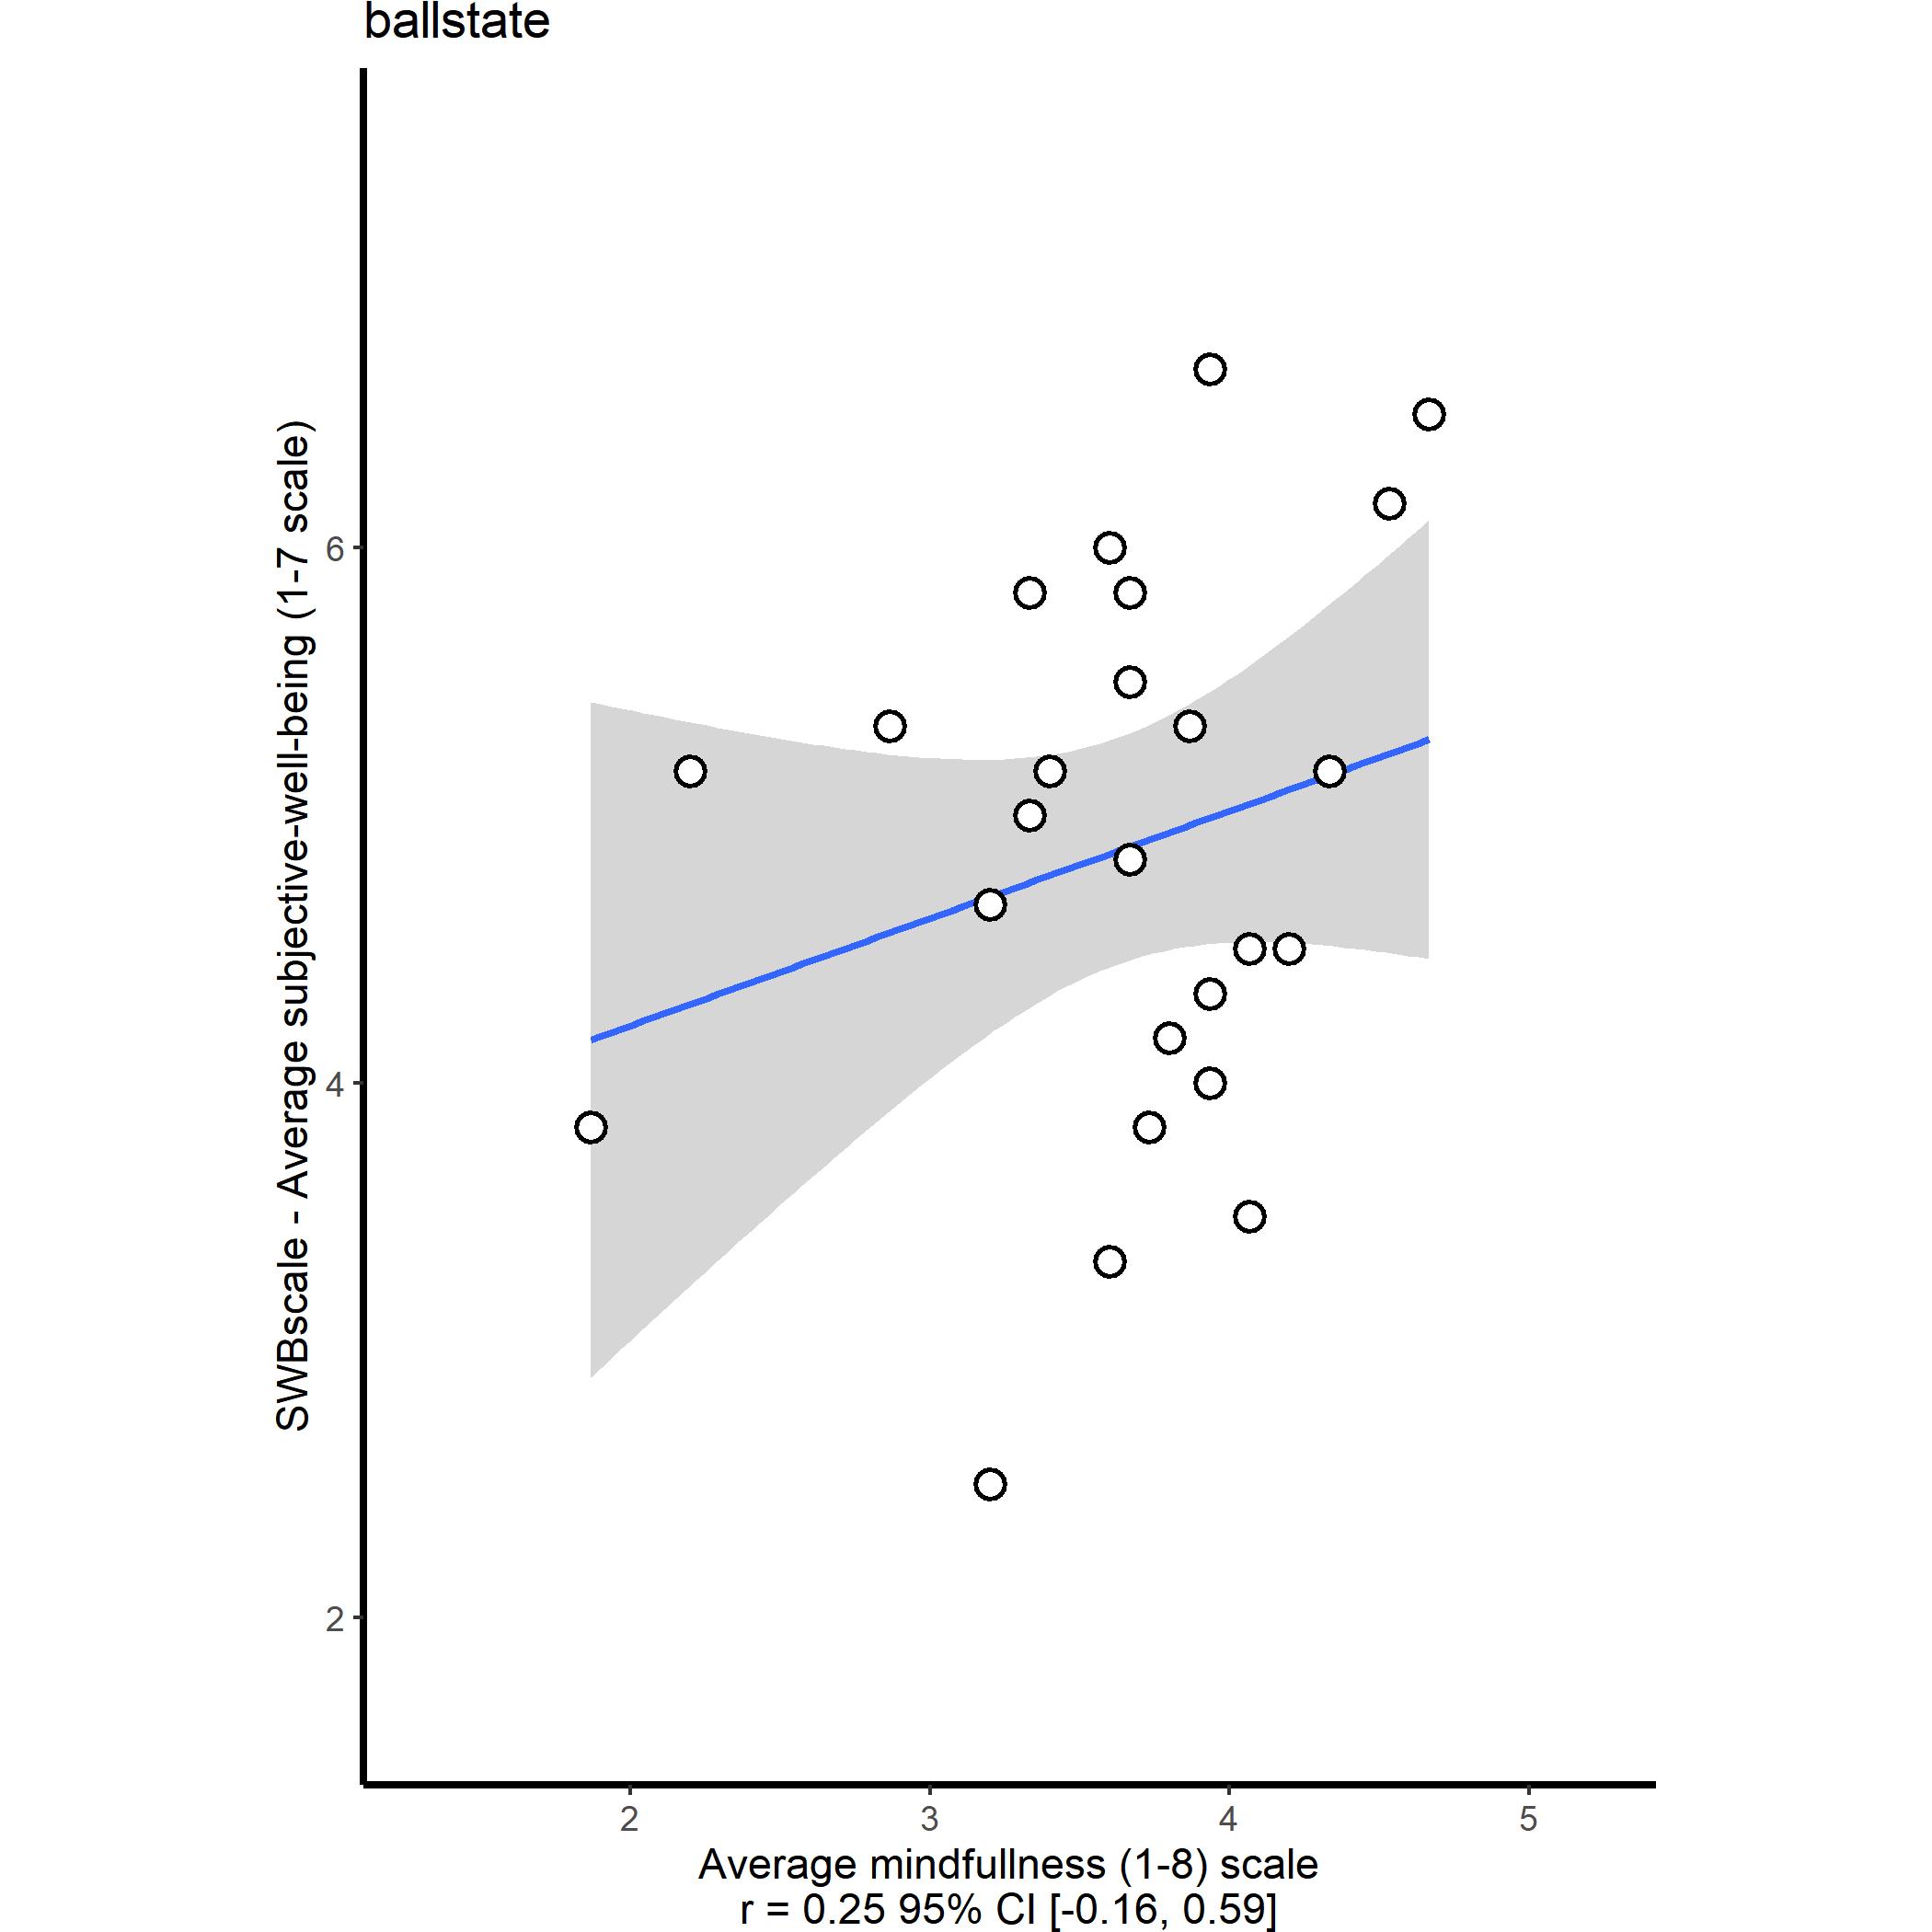 ballstate
SWBscale - Average subjective-well-being (1-7 scale)
6
4
2
2
3
4
5
Average mindfullness (1-8) scale
r = 0.25 95% CI [-0.16, 0.59]